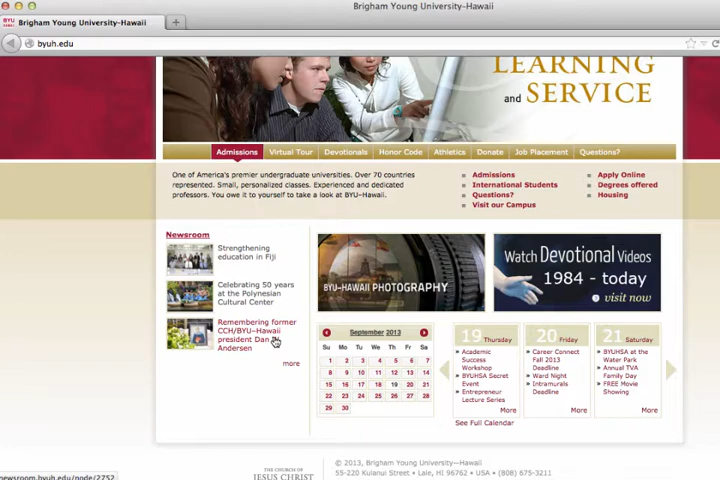 Brigham Young University-Hawaii
BYU
Brigham Young University-Hawaii
byuh.edu
LEARNING
and SERVICE
Admissions Virtual Tour Devotionals Honor Code Athletics Donate Job Placement Questions?
One of America's premier undergraduate universities. Over 70 countries
represented. Small, personalized classes. Experienced and dedicated
professors. You owe it to yourself to take a look at BYU–Hawaii.
Admissions
International Students
Questions?
Visit our Campus
Apply Online
Degrees offered
Housing
Newsroom
Strengthening
education in Fiji
Celebrating 50 years
at the Polynesian
Cultural Center
Remembering former
CCH/BYU–Hawaii
president Dan
Andersen
more
BYU-HAWAII PHOTOGRAPHY
Watch Devotional Videos
1984 - today
visit now
September 2013
Su Mo Tu We Th Fr Sa
1 2 3 4 5 6 7
8 9 10 11 12 13 14
15 16 17 18 19 20 21
22 23 24 25 26 27 28
29 30
19 Thursday
Academic
Success
Workshop
BYUHSA Secret
Event
Entrepreneur
Lecture Series
More
20 Friday
Career Connect
Fall 2013
Deadline
Ward Night
Intramurals
Deadline
More
21 Saturday
BYUHSA at the
Water Park
Annual TVA
Family Day
FREE Movie
Showing
More
See Full Calendar
THE CHURCH OF
JESUS CHRIST
© 2013, Brigham Young University—Hawaii
55-220 Kulanui Street • Laie, HI 96762 • USA • (808) 675-3211
newsroom.byuh.edu/node/2752